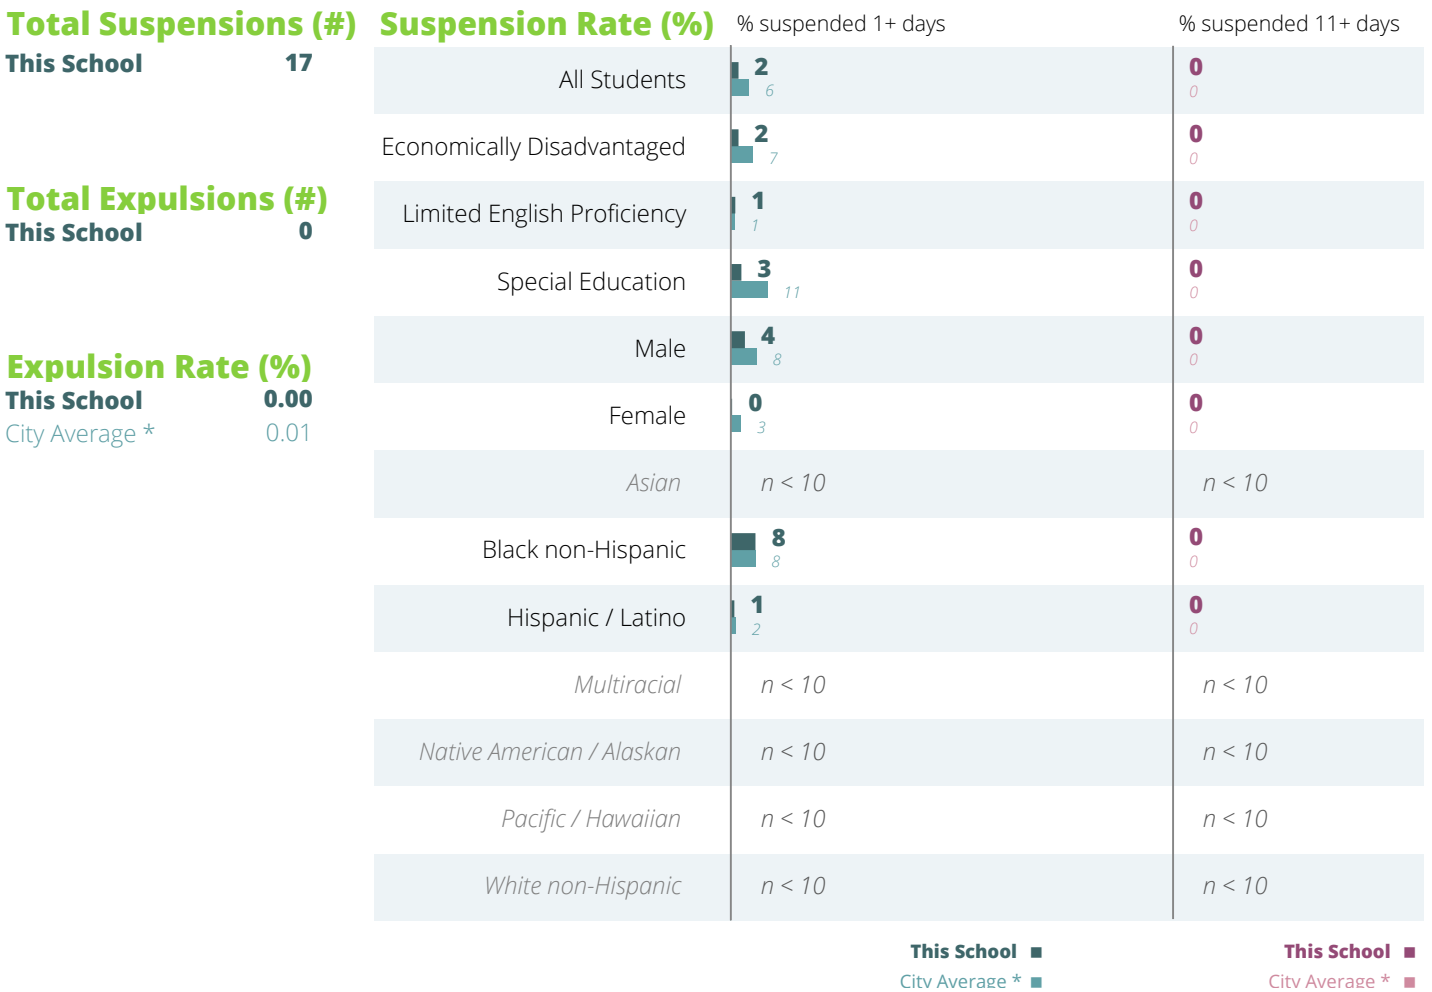 Total Suspensions (#)
This School 17
Total Expulsions (#)
This School 0
Expulsion Rate (%)
This School 0.00
City Average * 0.01
Suspension Rate (%) % suspended 1+ days % suspended 11+ days
All Students 2 0
6 0
Economically Disadvantaged 2 0
7 0
Limited English Proficiency 1 0
1 0
Special Education 3 0
11 0
Male 4 0
8 0
Female 0 0
3 0
Asian n < 10 n < 10
Black non-Hispanic 8 0
8 0
Hispanic / Latino 1 0
2 0
Multiracial n < 10 n < 10
Native American / Alaskan n < 10 n < 10
Pacific / Hawaiian n < 10 n < 10
White non-Hispanic n < 10 n < 10
This School This School
City Average * City Average *